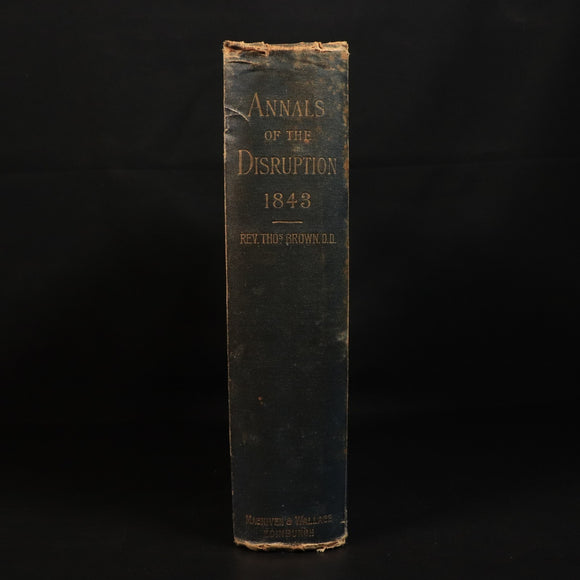 ANNALS
OF THE
DISRUPTION
1843
REV. THOS BROWN, D.D.
MACNIVEN & WALLACE
EDINBURGH